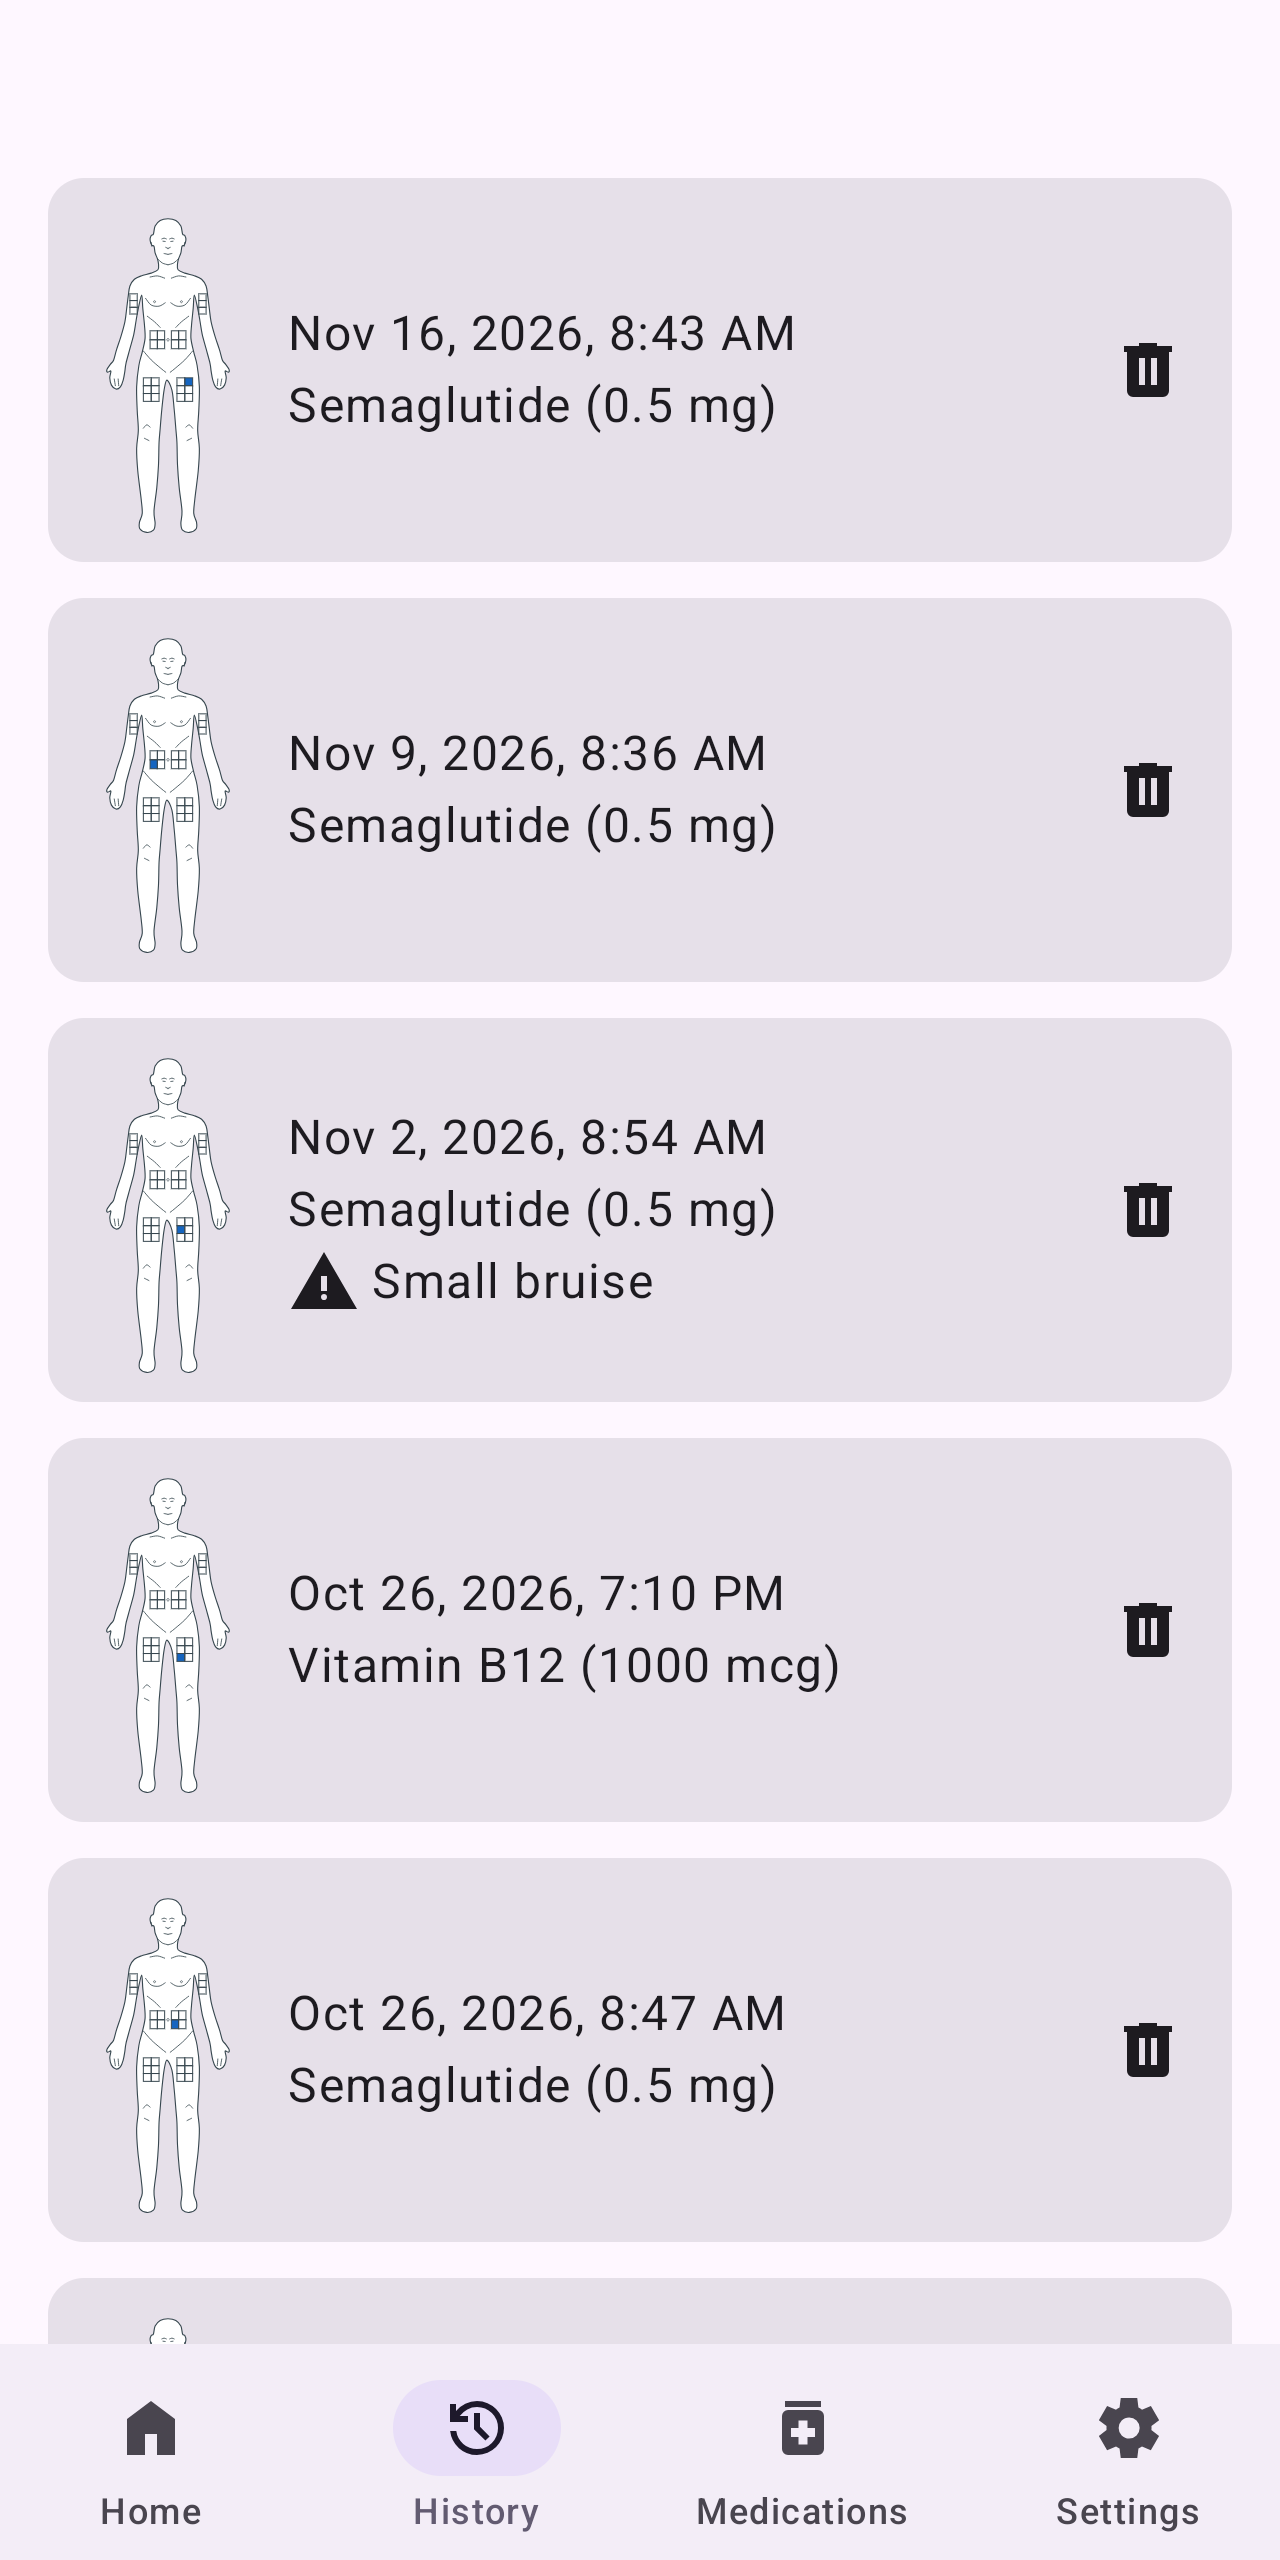 Nov 16, 2026, 8:43 AM
Semaglutide (0.5 mg)
Nov 9, 2026, 8:36 AM
Semaglutide (0.5 mg)
Nov 2, 2026, 8:54 AM
Semaglutide (0.5 mg)
Small bruise
Oct 26, 2026, 7:10 PM
Vitamin B12 (1000 mcg)
Oct 26, 2026, 8:47 AM
Semaglutide (0.5 mg)
Home
History
Medications
Settings